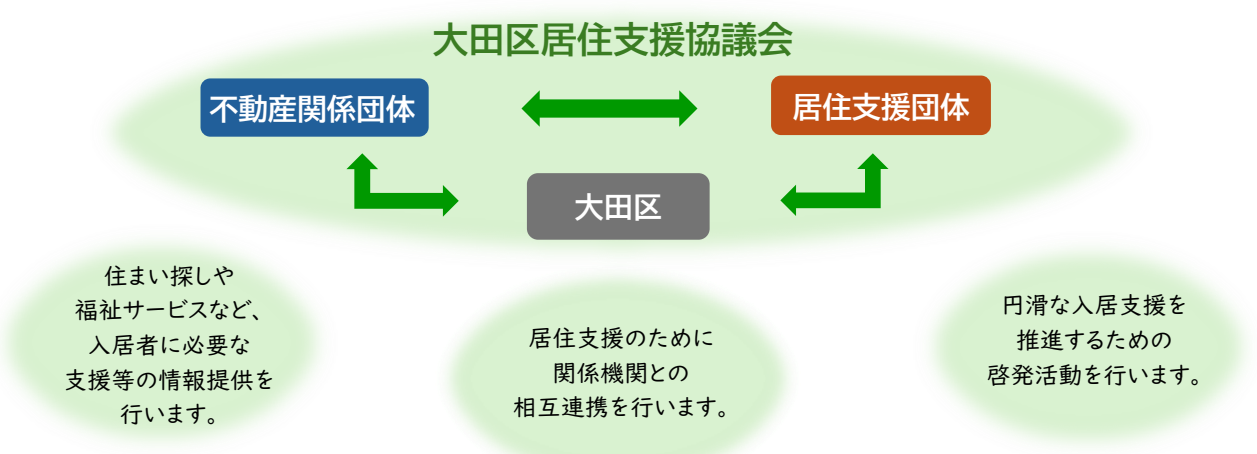 大田区居住支援協議会
不動産関係団体
居住支援団体
大田区
住まい探しや
福祉サービスなど、
入居者に必要な
支援等の情報提供を
行います。
居住支援のために
関係機関との
相互連携を行います。
円滑な入居支援を
推進するための
啓発活動を行います。